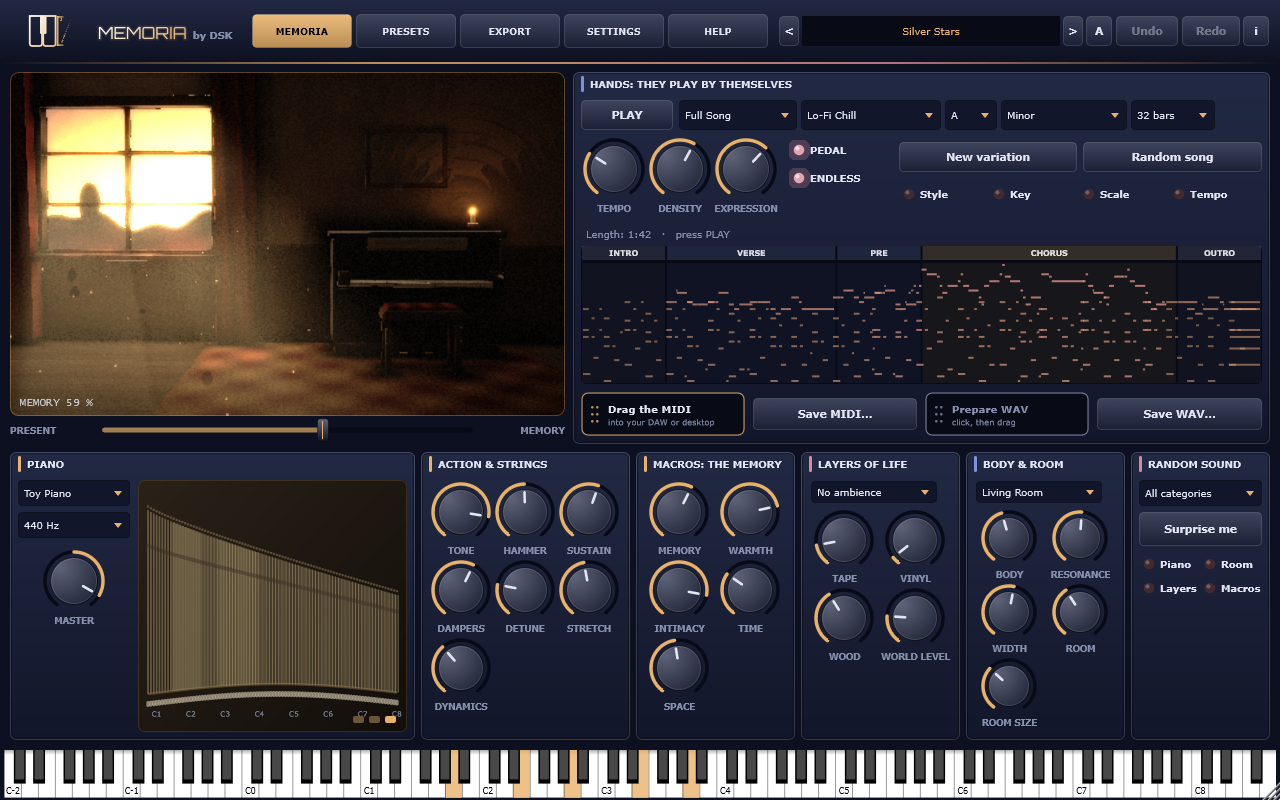 MEMORIA by DSK
MEMORIA PRESETS EXPORT SETTINGS HELP < Silver Stars > A Undo Redo i
HANDS: THEY PLAY BY THEMSELVES
PLAY Full Song Lo-Fi Chill A Minor 32 bars
PEDAL
ENDLESS
New variation Random song
Style Key Scale Tempo
TEMPO DENSITY EXPRESSION
Length: 1:42 · press PLAY
INTRO VERSE PRE CHORUS OUTRO
Drag the MIDI
into your DAW or desktop
Save MIDI...
Prepare WAV
click, then drag
Save WAV...
MEMORY 59 %
PRESENT MEMORY
PIANO
Toy Piano
440 Hz
MASTER
C1 C2 C3 C4 C5 C6 C7 C8
ACTION & STRINGS
TONE HAMMER SUSTAIN
DAMPERS DETUNE STRETCH
DYNAMICS
MACROS: THE MEMORY
MEMORY WARMTH
INTIMACY TIME
SPACE
LAYERS OF LIFE
No ambience
TAPE VINYL
WOOD WORLD LEVEL
BODY & ROOM
Living Room
BODY RESONANCE
WIDTH ROOM
ROOM SIZE
RANDOM SOUND
All categories
Surprise me
Piano Room
Layers Macros
C-2 C-1 C0 C1 C2 C3 C4 C5 C6 C7 C8